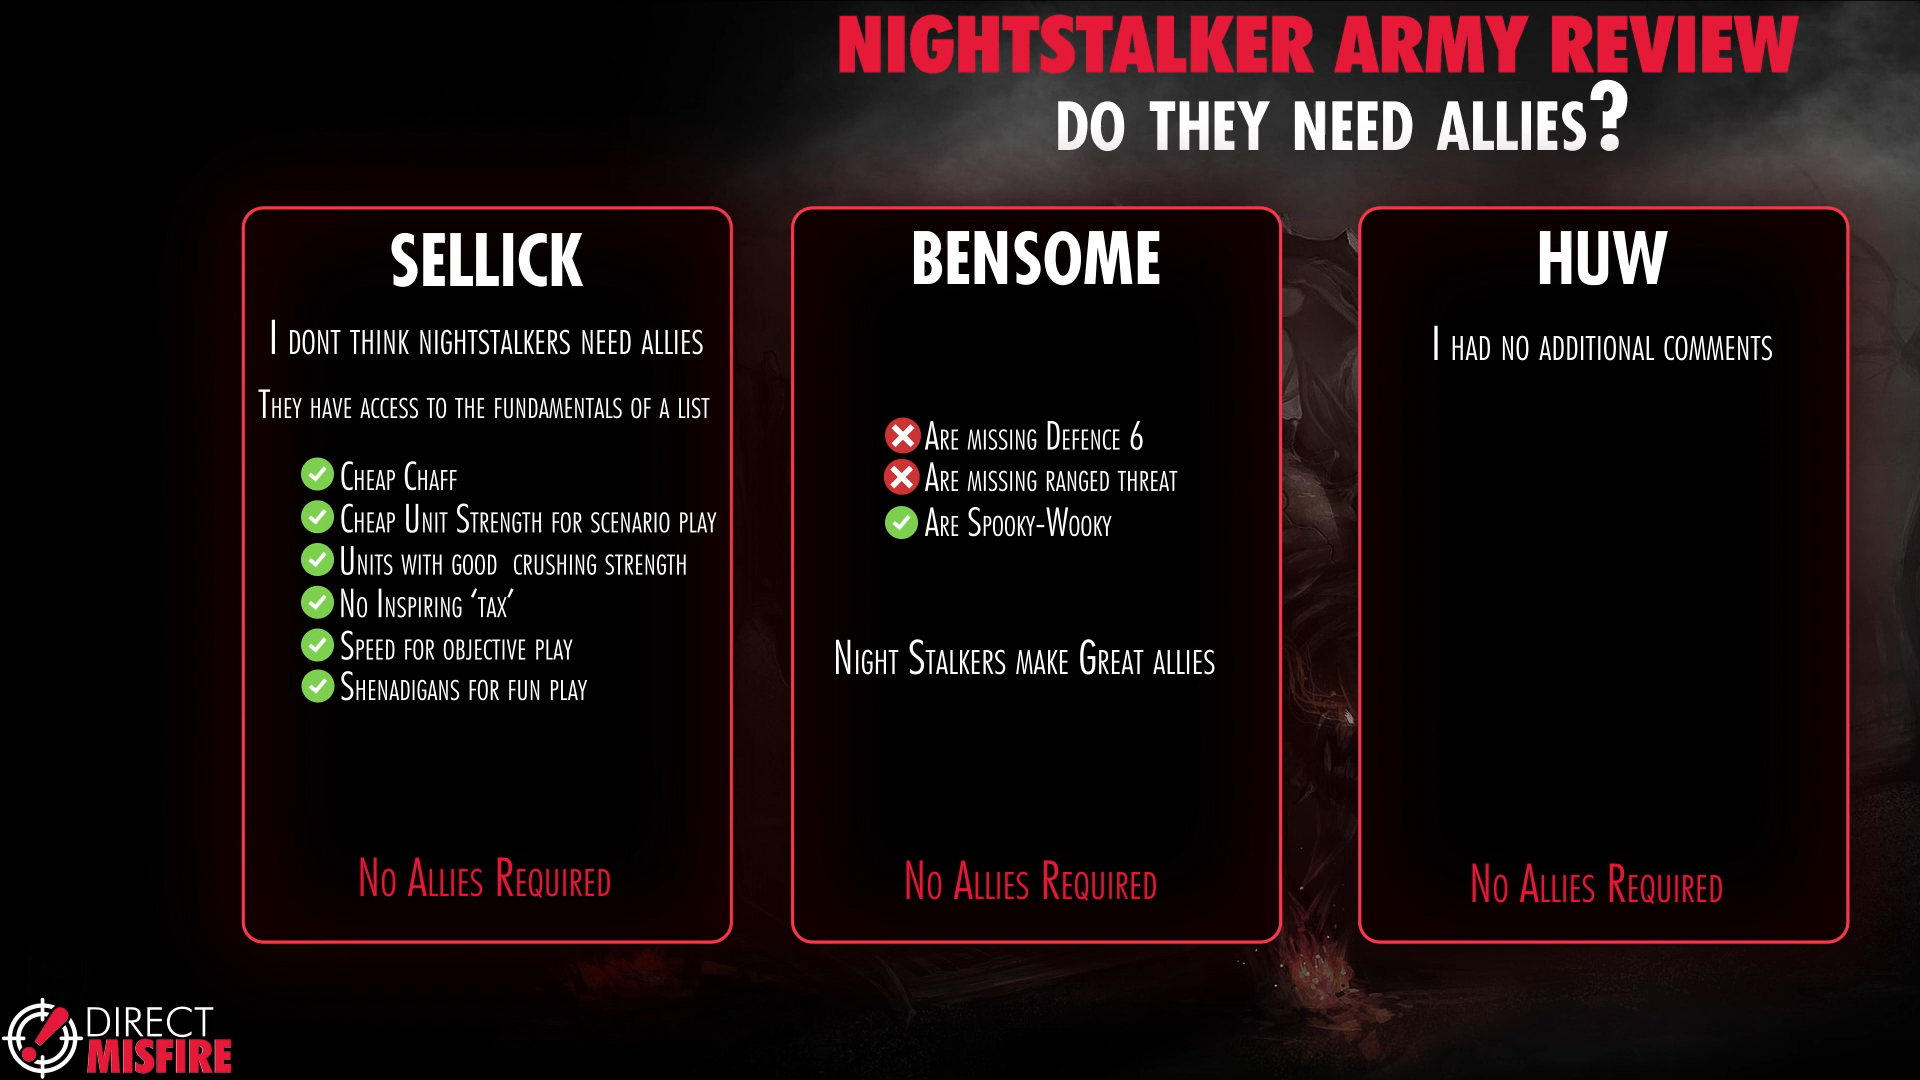 NIGHTSTALKER ARMY REVIEW
DO THEY NEED ALLIES?
SELLICK
I DONT THINK NIGHTSTALKERS NEED ALLIES
THEY HAVE ACCESS TO THE FUNDAMENTALS OF A LIST
CHEAP CHAFF
CHEAP UNIT STRENGTH FOR SCENARIO PLAY
UNITS WITH GOOD CRUSHING STRENGTH
NO INSPIRING ‘TAX’
SPEED FOR OBJECTIVE PLAY
SHENADIGANS FOR FUN PLAY
NO ALLIES REQUIRED
BENSOME
ARE MISSING DEFENCE 6
ARE MISSING RANGED THREAT
ARE SPOOKY-WOOKY
NIGHT STALKERS MAKE GREAT ALLIES
NO ALLIES REQUIRED
HUW
I HAD NO ADDITIONAL COMMENTS
NO ALLIES REQUIRED
DIRECT
MISFIRE